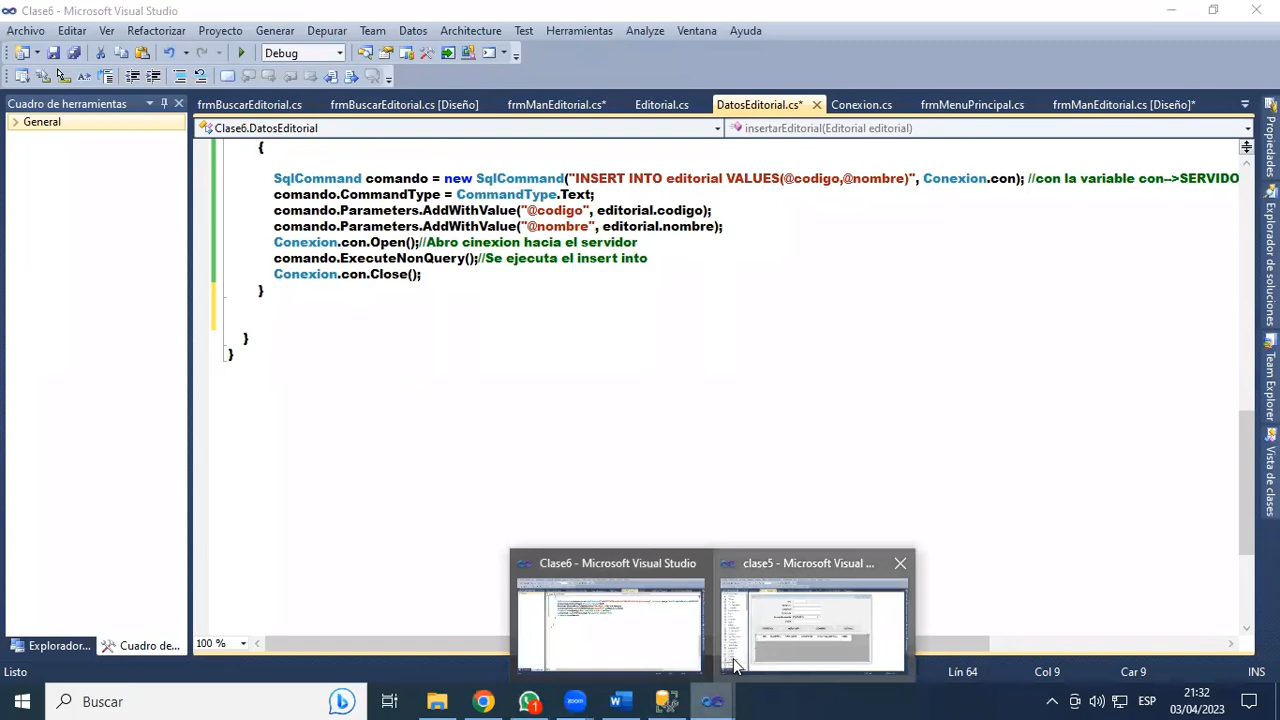 Clase6 - Microsoft Visual Studio
Archivo Editar Ver Refactorizar Proyecto Generar Depurar Team Datos Architecture Test Herramientas Analyze Ventana Ayuda
Debug
Cuadro de herramientas
General
frmBuscarEditorial.cs frmBuscarEditorial.cs [Diseño] frmManEditorial.cs* Editorial.cs DatosEditorial.cs* Conexion.cs frmMenuPrincipal.cs frmManEditorial.cs [Diseño]*
Clase6.DatosEditorial insertarEditorial(Editorial editorial)
{
SqlCommand comando = new SqlCommand("INSERT INTO editorial VALUES(@codigo,@nombre)", Conexion.con); //con la variable con-->SERVIDO
comando.CommandType = CommandType.Text;
comando.Parameters.AddWithValue("@codigo", editorial.codigo);
comando.Parameters.AddWithValue("@nombre", editorial.nombre);
Conexion.con.Open();//Abro cinexion hacia el servidor
comando.ExecuteNonQuery();//Se ejecuta el insert into
Conexion.con.Close();
}
}
}
Propiedades
Explorador de soluciones
Team Explorer
Vista de clases
Clase6 - Microsoft Visual Studio
clase5 - Microsoft Visual ...
100 %
Explorador... Cuadro de...
Listo Lín 64 Col 9 Car 9 INS
Buscar
zoom
1
ESP
21:32
03/04/2023